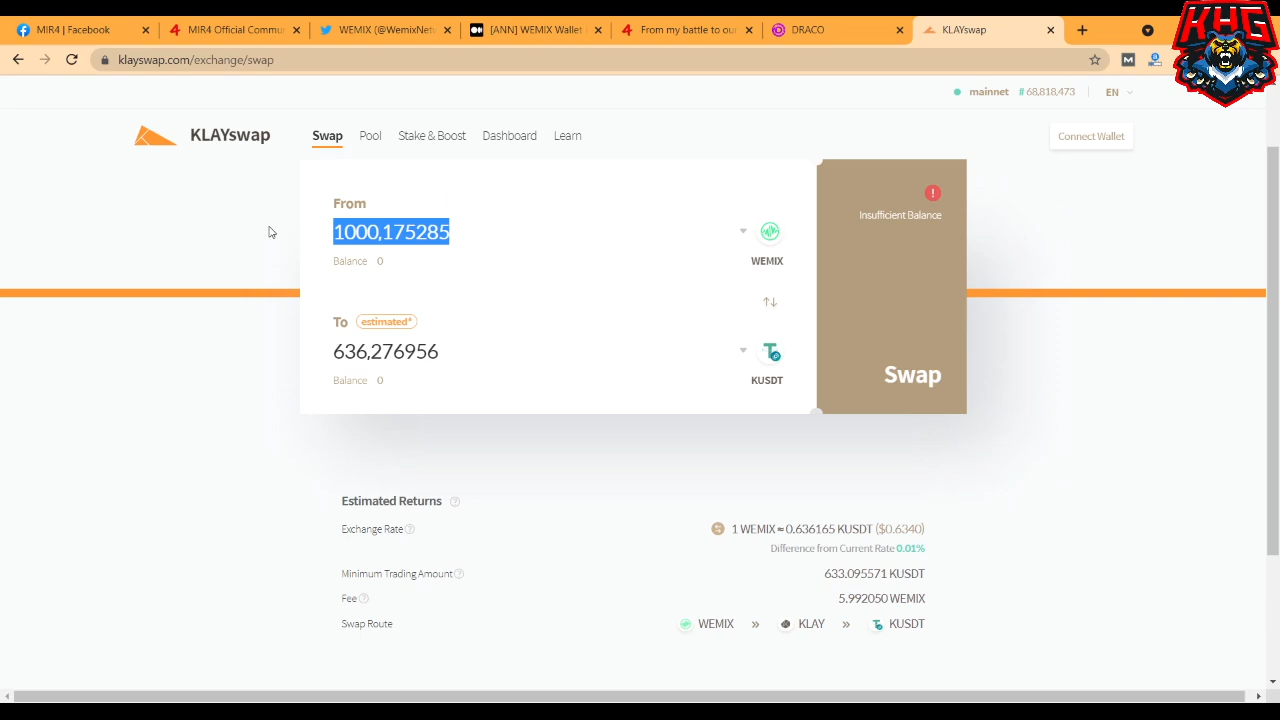 MIR4 | Facebook
MIR4 Official Commu
WEMIX (@WemixNet
[ANN] WEMIX Wallet
From my battle to our
DRACO
KLAYswap
KHG
klayswap.com/exchange/swap
mainnet # 68,818,473 EN
KLAYswap Swap Pool Stake & Boost Dashboard Learn Connect Wallet
From
1000,175285
Balance 0
WEMIX
Insufficient Balance
To estimated*
636,276956
Balance 0
KUSDT
Swap
Estimated Returns
Exchange Rate 1 WEMIX ≈ 0.636165 KUSDT ($0.6340)
Difference from Current Rate 0.01%
Minimum Trading Amount 633.095571 KUSDT
Fee 5.992050 WEMIX
Swap Route WEMIX » KLAY » KUSDT